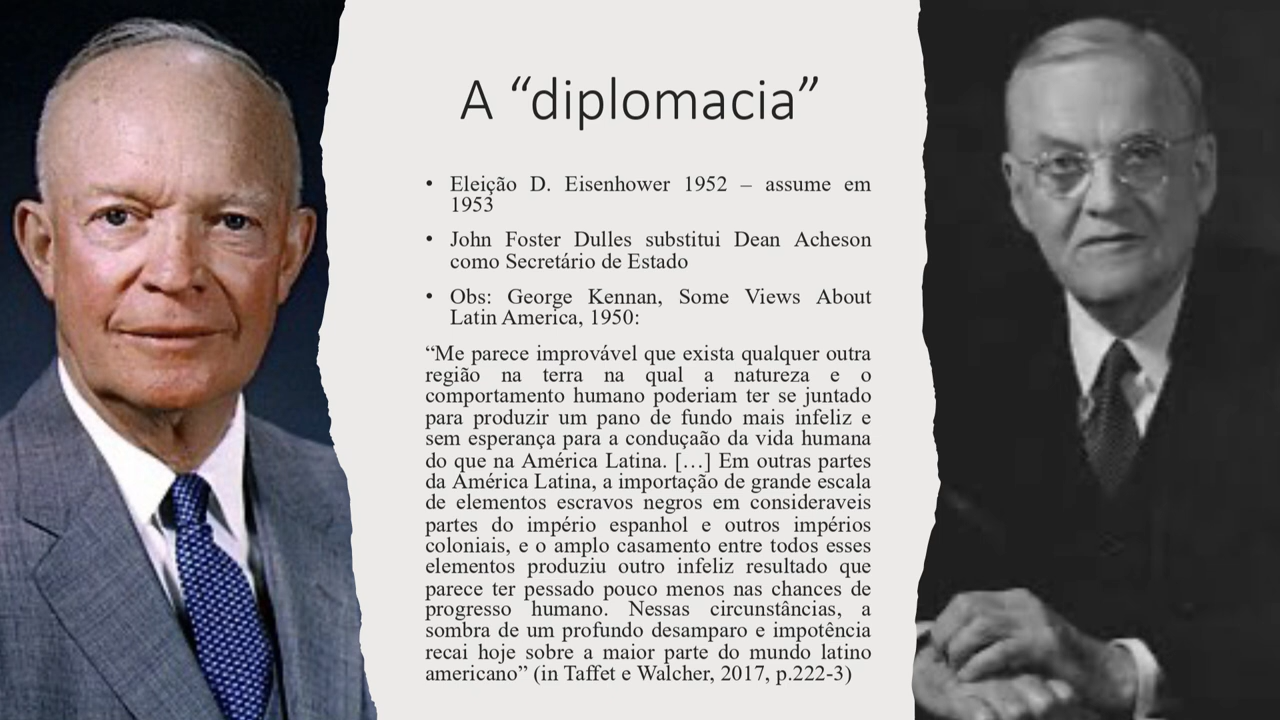 A “diplomacia”
• Eleição D. Eisenhower 1952 – assume em
1953
• John Foster Dulles substitui Dean Acheson
como Secretário de Estado
• Obs: George Kennan, Some Views About
Latin America, 1950:
“Me parece improvável que exista qualquer outra
região na terra na qual a natureza e o
comportamento humano poderiam ter se juntado
para produzir um pano de fundo mais infeliz e
sem esperança para a conduçaão da vida humana
do que na América Latina. […] Em outras partes
da América Latina, a importação de grande escala
de elementos escravos negros em consideraveis
partes do império espanhol e outros impérios
coloniais, e o amplo casamento entre todos esses
elementos produziu outro infeliz resultado que
parece ter pessado pouco menos nas chances de
progresso humano. Nessas circunstâncias, a
sombra de um profundo desamparo e impotência
recai hoje sobre a maior parte do mundo latino
americano” (in Taffet e Walcher, 2017, p.222-3)